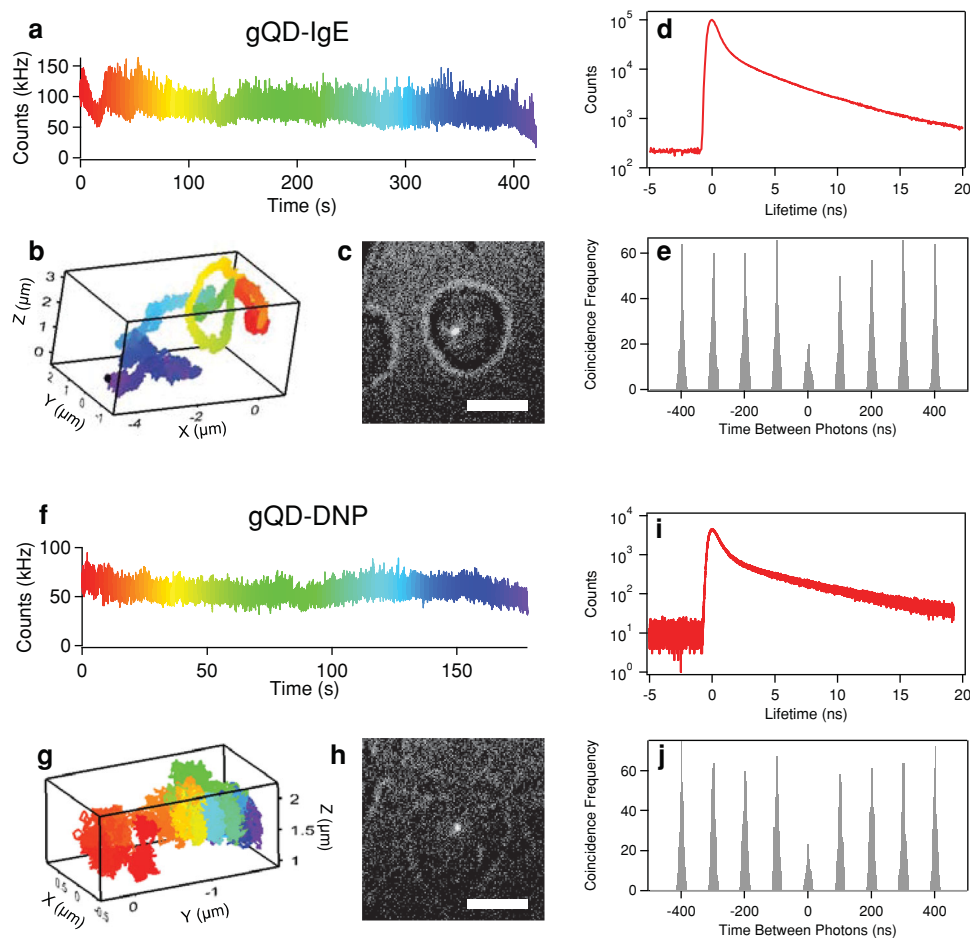 a
gQD-IgE
Counts (kHz)
150
100
50
0
0
100
200
300
400
Time (s)
d
Counts
10^5
10^4
10^3
10^2
-5
0
5
10
15
20
Lifetime (ns)
b
Z (µm)
3
2
1
0
Y (µm)
2
1
0
-1
X (µm)
-4
-2
0
c
e
Coincidence Frequency
60
40
20
0
-400
-200
0
200
400
Time Between Photons (ns)
f
gQD-DNP
Counts (kHz)
100
50
0
0
50
100
150
Time (s)
i
Counts
10^4
10^3
10^2
10^1
10^0
-5
0
5
10
15
20
Lifetime (ns)
g
Z (µm)
2
1.5
1
X (µm)
0.5
0
-0.5
Y (µm)
0
-1
h
j
Coincidence Frequency
60
40
20
0
-400
-200
0
200
400
Time Between Photons (ns)